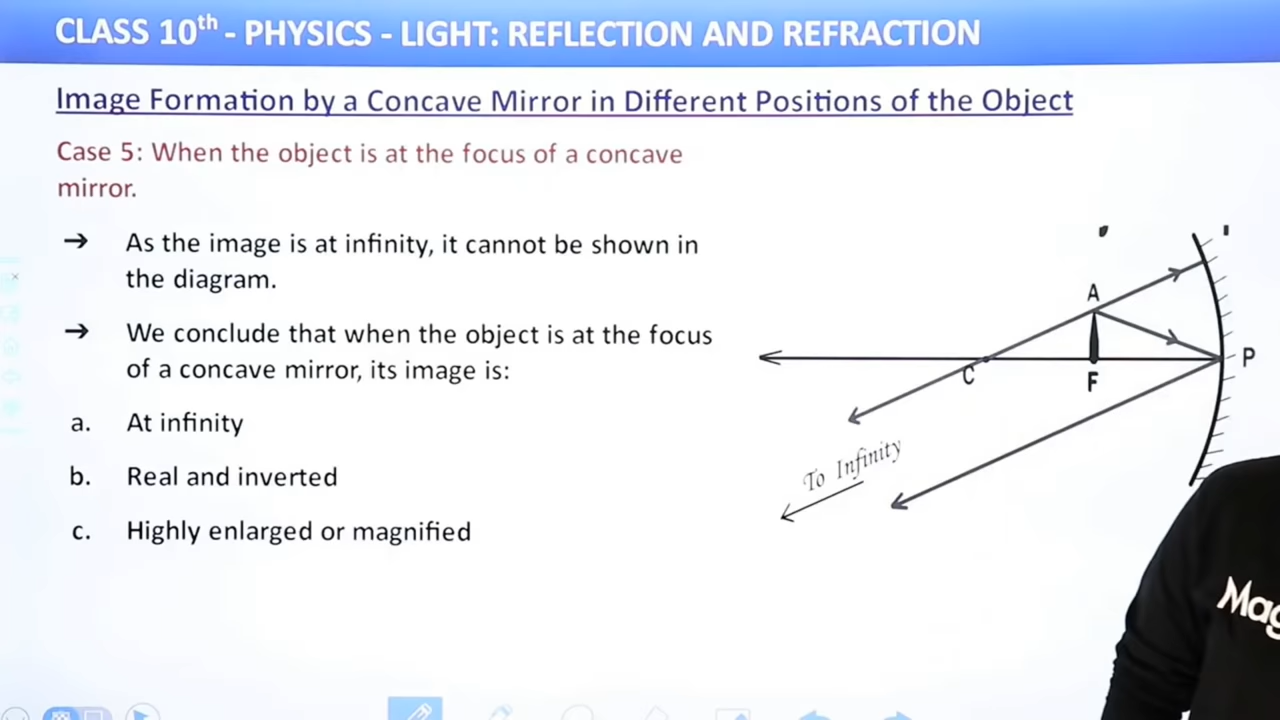 CLASS 10th - PHYSICS - LIGHT: REFLECTION AND REFRACTION
Image Formation by a Concave Mirror in Different Positions of the Object
Case 5: When the object is at the focus of a concave
mirror.
➔ As the image is at infinity, it cannot be shown in
the diagram.
➔ We conclude that when the object is at the focus
of a concave mirror, its image is:
a. At infinity
b. Real and inverted
c. Highly enlarged or magnified
A
P
C
F
To Infinity